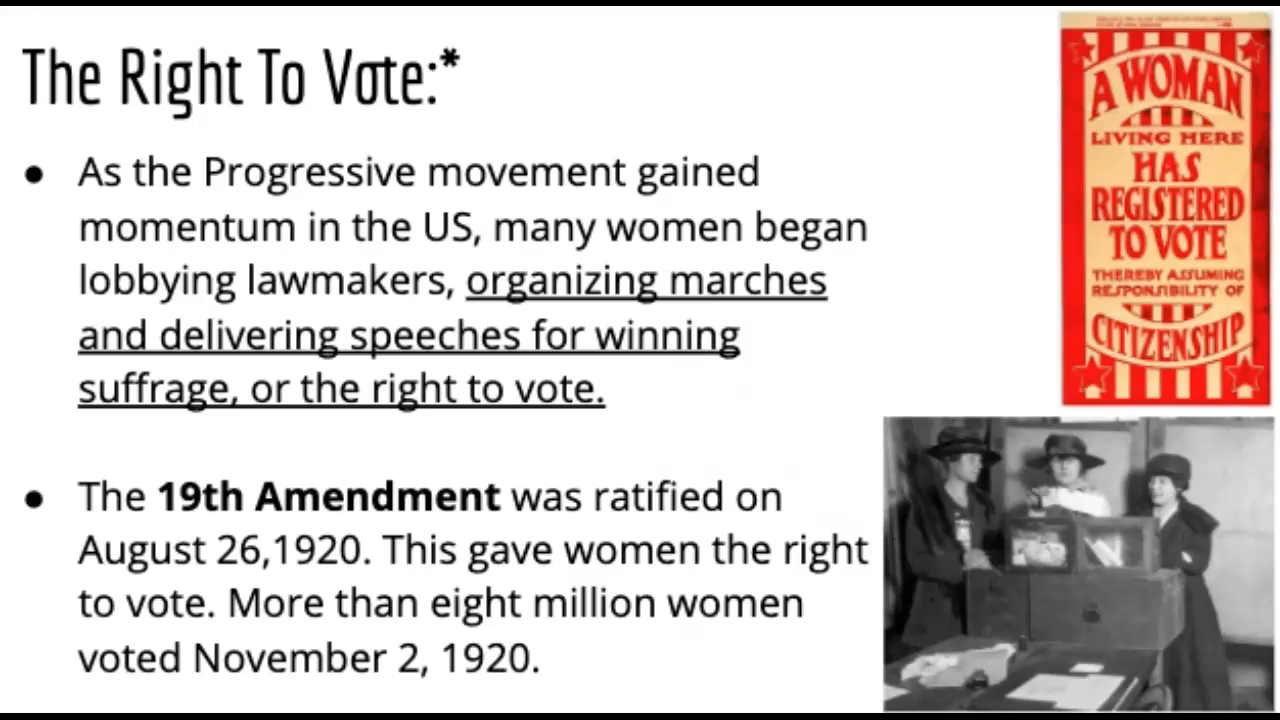 The Right To Vote:*
● As the Progressive movement gained
momentum in the US, many women began
lobbying lawmakers, organizing marches
and delivering speeches for winning
suffrage, or the right to vote.
● The 19th Amendment was ratified on
August 26,1920. This gave women the right
to vote. More than eight million women
voted November 2, 1920.
A WOMAN
LIVING HERE
HAS
REGISTERED
TO VOTE
THEREBY ASSUMING
RESPONSIBILITY OF
CITIZENSHIP